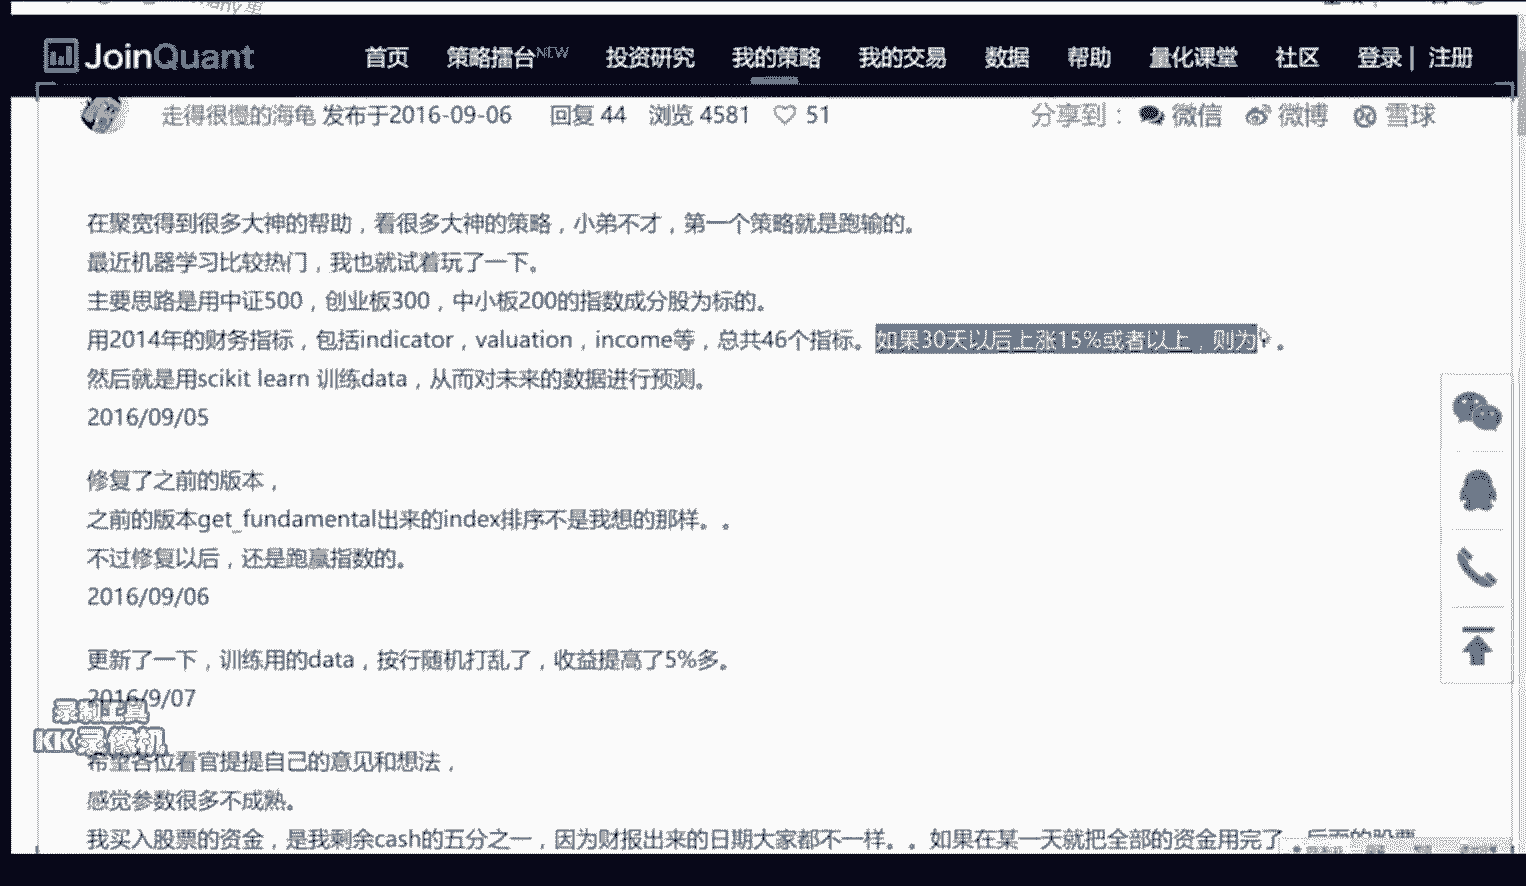 JoinQuant 首页 策略擂台NEW 投资研究 我的策略 我的交易 数据 帮助 量化课堂 社区 登录 | 注册
走得很慢的海龟 发布于2016-09-06 回复 44 浏览 4581 51 分享到： 微信 微博 雪球
在聚宽得到很多大神的帮助，看很多大神的策略，小弟不才，第一个策略就是跑输的。
最近机器学习比较热门，我也就试着玩了一下。
主要思路是用中证500，创业板300，中小板200的指数成分股为标的。
用2014年的财务指标，包括indicator，valuation，income等，总共46个指标。如果30天以后上涨15%或者以上，则为 。
然后就是用scikit learn 训练data，从而对未来的数据进行预测。
2016/09/05
修复了之前的版本，
之前的版本get_fundamental出来的index排序不是我想的那样。。
不过修复以后，还是跑赢指数的。
2016/09/06
更新了一下，训练用的data，按行随机打乱了，收益提高了5%多。
2016/9/07
录制工具
KK录像机
希望各位看官提提自己的意见和想法，
感觉参数很多不成熟。
我买入股票的资金，是我剩余cash的五分之一，因为财报出来的日期大家都不一样。。如果在某一天就把全部的资金用完了，后面的股票